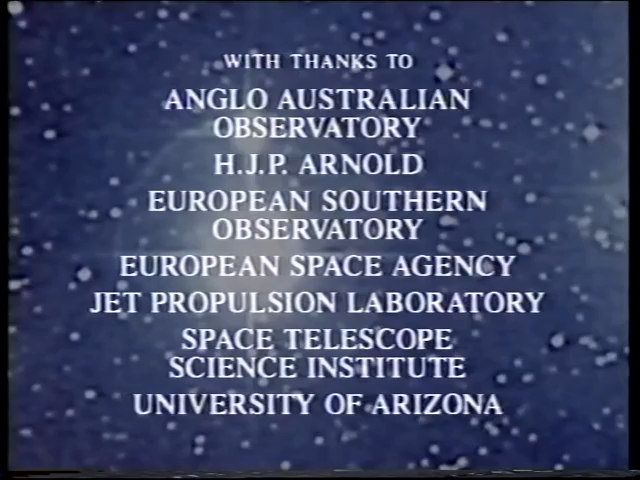 WITH THANKS TO
ANGLO AUSTRALIAN
OBSERVATORY
H.J.P. ARNOLD
EUROPEAN SOUTHERN
OBSERVATORY
EUROPEAN SPACE AGENCY
JET PROPULSION LABORATORY
SPACE TELESCOPE
SCIENCE INSTITUTE
UNIVERSITY OF ARIZONA